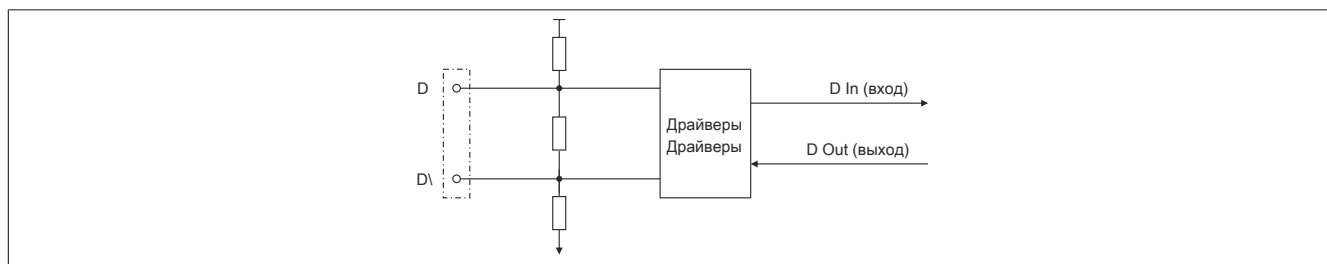 D
D In (вход)
Драйверы
Драйверы
D Out (выход)
D\